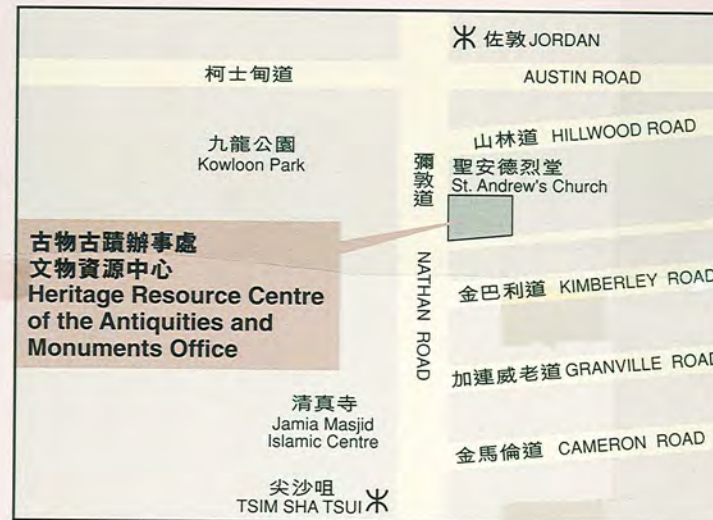 佐敦 JORDAN
柯士甸道
AUSTIN ROAD
山林道 HILLWOOD ROAD
九龍公園
Kowloon Park
彌敦道 NATHAN ROAD
聖安德烈堂
St. Andrew's Church
古物古蹟辦事處
文物資源中心
Heritage Resource Centre
of the Antiquities and
Monuments Office
金巴利道 KIMBERLEY ROAD
加連威老道 GRANVILLE ROAD
清真寺
Jamia Masjid
Islamic Centre
金馬倫道 CAMERON ROAD
尖沙咀
TSIM SHA TSUI